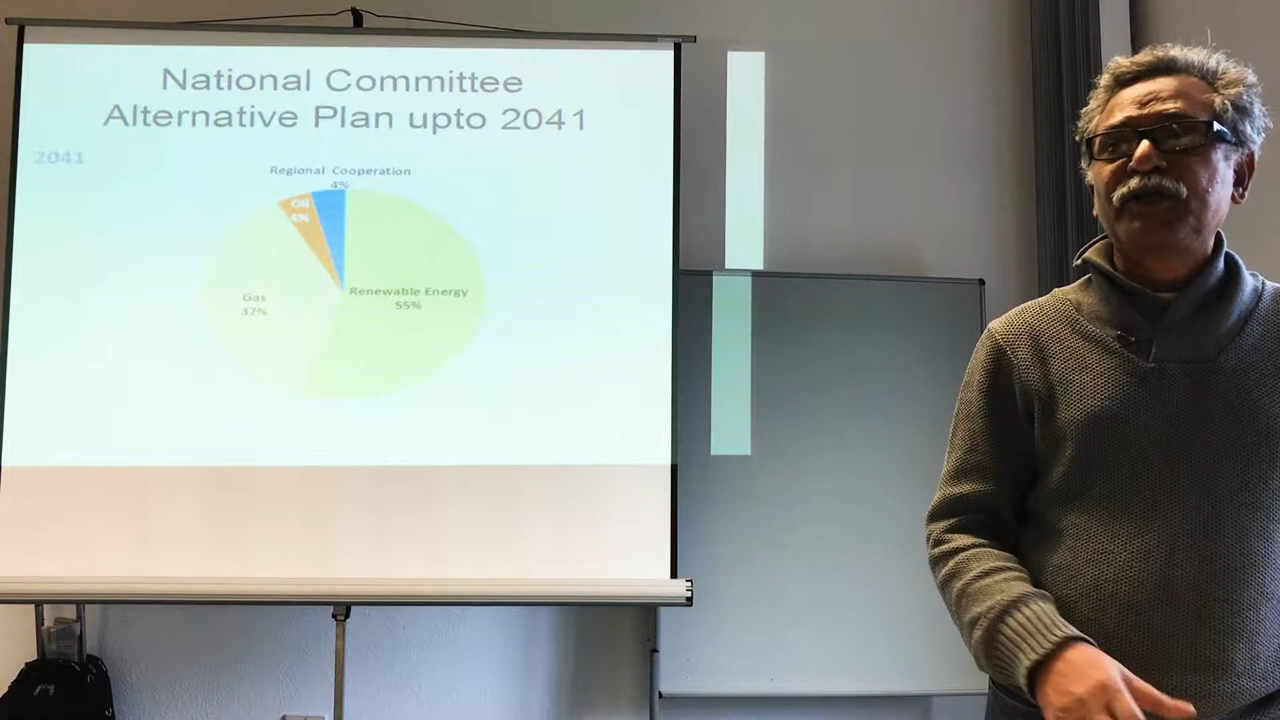 National Committee
Alternative Plan upto 2041
2041
Regional Cooperation
4%
Oil
4%
Renewable Energy
55%
Gas
37%